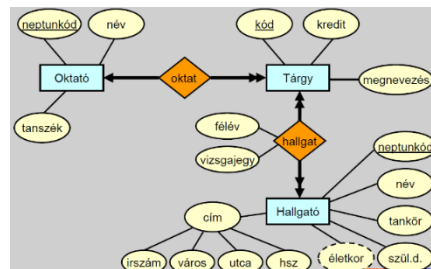 neptunkód
név
kód
kredit
Oktató
oktat
Tárgy
megnevezés
tanszék
félév
vizsgajegy
hallgat
neptunkód
név
cím
Hallgató
tankör
irszám
város
utca
hsz
életkor
szül.d.